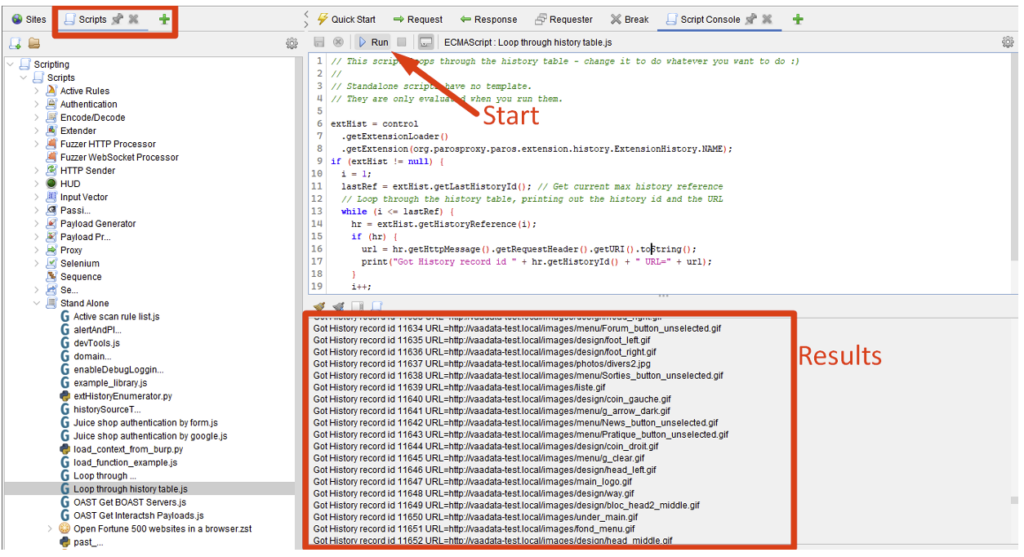 Sites
Scripts
Quick Start
Request
Response
Requester
Break
Script Console
Run
ECMAScript : Loop through history table.js
Scripting
Scripts
Active Rules
Authentication
Encode/Decode
Extender
Fuzzer HTTP Processor
Fuzzer WebSocket Processor
HTTP Sender
HUD
Input Vector
Passi...
Payload Generator
Payload Pr...
Proxy
Selenium
Sequence
Se...
Stand Alone
Active scan rule list.js
alertAndPl...
devTools.js
domain...
enableDebugLoggin...
example_library.js
extHistoryEnumerator.py
historySourceT...
Juice shop authentication by form.js
Juice shop authentication by google.js
load_context_from_burp.py
load_function_example.js
Loop through ...
Loop through history table.js
OAST Get BOAST Servers.js
OAST Get Interactsh Payloads.js
Open Fortune 500 websites in a browser.zst
past_...
1 // This script loops through the history table - change it to do whatever you want to do :)
2 //
3 // Standalone scripts have no template.
4 // They are only evaluated when you run them.
5
6 extHist = control
7 .getExtensionLoader()
8 .getExtension(org.parosproxy.paros.extension.history.ExtensionHistory.NAME);
9 if (extHist != null) {
10 i = 1;
11 lastRef = extHist.getLastHistoryId(); // Get current max history reference
12 // Loop through the history table, printing out the history id and the URL
13 while (i <= lastRef) {
14 hr = extHist.getHistoryReference(i);
15 if (hr) {
16 url = hr.getHttpMessage().getRequestHeader().getURI().toString();
17 print("Got History record id " + hr.getHistoryId() + " URL=" + url);
18 }
19 i++;
Start
Got History record id 11634 URL=http://vaadata-test.local/images/menu/Forum_button_unselected.gif
Got History record id 11635 URL=http://vaadata-test.local/images/design/foot_left.gif
Got History record id 11636 URL=http://vaadata-test.local/images/design/foot_right.gif
Got History record id 11637 URL=http://vaadata-test.local/images/photos/divers2.jpg
Got History record id 11638 URL=http://vaadata-test.local/images/menu/Sorties_button_unselected.gif
Got History record id 11639 URL=http://vaadata-test.local/images/liste.gif
Got History record id 11640 URL=http://vaadata-test.local/images/design/coin_gauche.gif
Got History record id 11641 URL=http://vaadata-test.local/images/menu/g_arrow_dark.gif
Got History record id 11642 URL=http://vaadata-test.local/images/menu/News_button_unselected.gif
Got History record id 11643 URL=http://vaadata-test.local/images/menu/Pratique_button_unselected.gif
Got History record id 11644 URL=http://vaadata-test.local/images/design/coin_droit.gif
Got History record id 11645 URL=http://vaadata-test.local/images/menu/g_clear.gif
Got History record id 11646 URL=http://vaadata-test.local/images/design/head_left.gif
Got History record id 11647 URL=http://vaadata-test.local/images/main_logo.gif
Got History record id 11648 URL=http://vaadata-test.local/images/design/way.gif
Got History record id 11649 URL=http://vaadata-test.local/images/design/bloc_head2_middle.gif
Got History record id 11650 URL=http://vaadata-test.local/images/under_main.gif
Got History record id 11651 URL=http://vaadata-test.local/images/fond_menu.gif
Got History record id 11652 URL=http://vaadata-test.local/images/design/head_middle.gif
Results